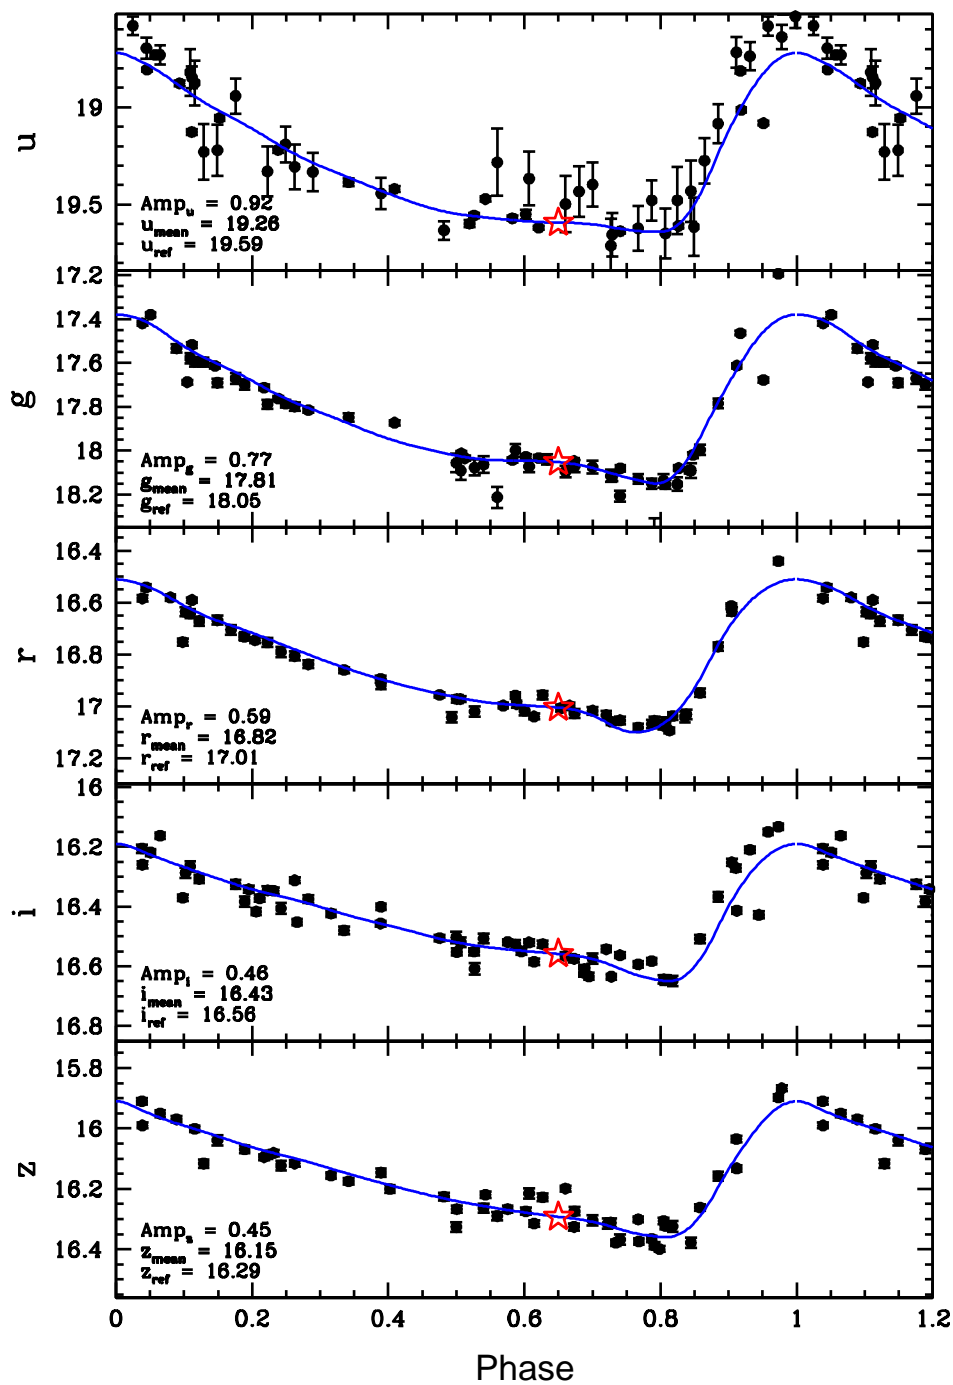 19
19.5
u
Amp_u = 0.92
u_mean = 19.26
u_ref = 19.59
17.2
17.4
17.6
17.8
18
18.2
g
Amp_g = 0.77
g_mean = 17.81
g_ref = 18.05
16.4
16.6
16.8
17
17.2
r
Amp_r = 0.59
r_mean = 16.82
r_ref = 17.01
16
16.2
16.4
16.6
16.8
i
Amp_i = 0.46
i_mean = 16.43
i_ref = 16.56
15.8
16
16.2
16.4
z
Amp_z = 0.45
z_mean = 16.15
z_ref = 16.29
0 0.2 0.4 0.6 0.8 1 1.2
Phase